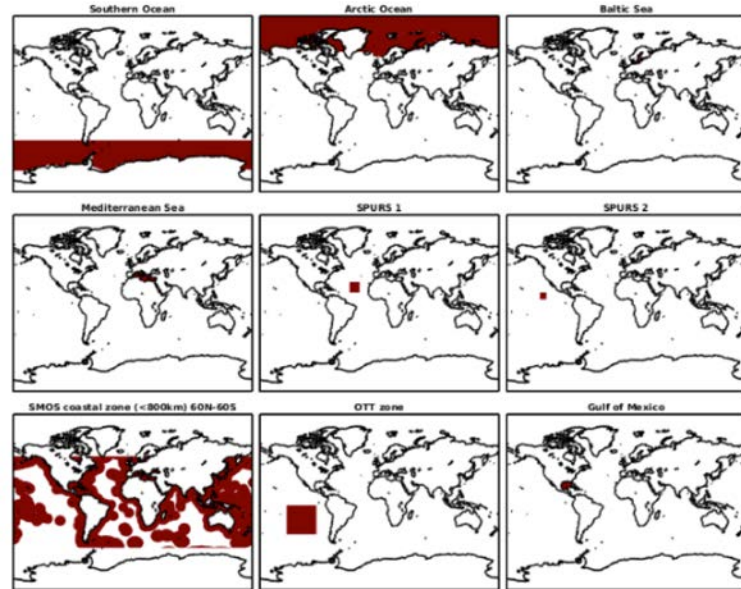 Southern Ocean
Arctic Ocean
Baltic Sea
Mediterranean Sea
SPURS 1
SPURS 2
SMOS coastal zone (<800km) 60N-60S
OTT zone
Gulf of Mexico